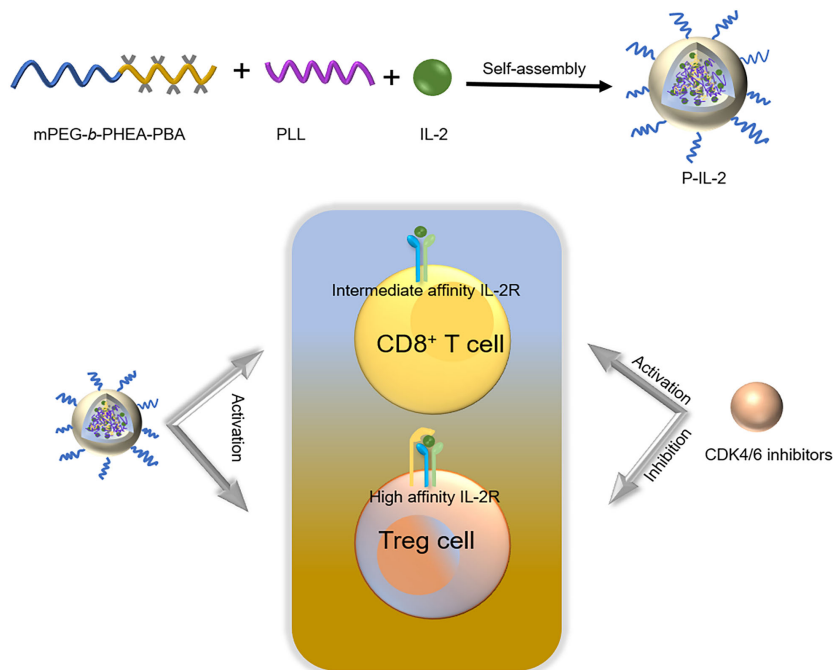 Self-assembly
mPEG-b-PHEA-PBA
PLL
IL-2
P-IL-2
Intermediate affinity IL-2R
CD8⁺ T cell
Activation
Activation
Inhibition
CDK4/6 inhibitors
High affinity IL-2R
Treg cell